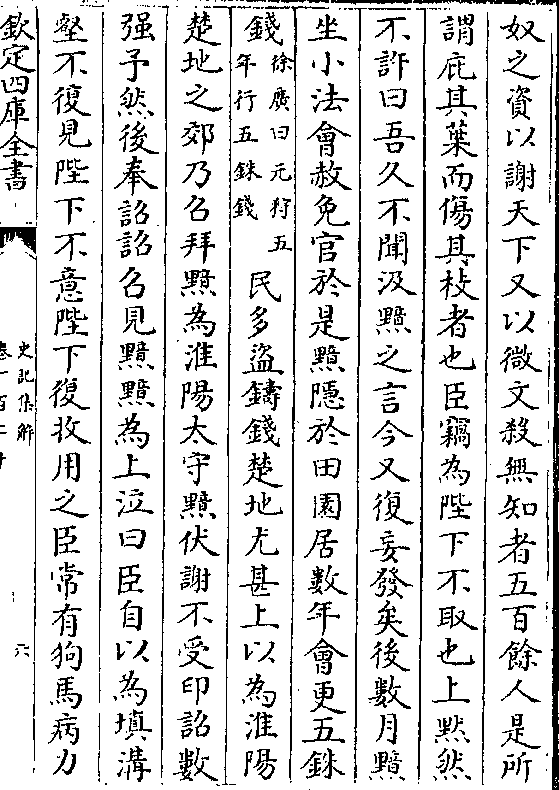 奴之資以謝天下又以微文殺無知者五百餘人是所
謂庇其葉而傷其枝者也臣竊為陛下不取也上黙然
不許曰吾久不聞汲黯之言今又復妄發矣後數月黯
坐小法會赦免官於是黯隱於田園居數年會更五銖
錢徐廣曰元狩五年行五銖錢民多盜鑄錢楚地尤甚上以為淮陽
楚地之郊乃召拜黯為淮陽太守黯伏謝不受印詔數
强予然後奉詔詔召見黯黯為上泣曰臣自以為填溝
壑不復見陛下不意陛下復收用之臣常有狗馬病力
欽定四庫全書
史記集解
卷一百二十
六